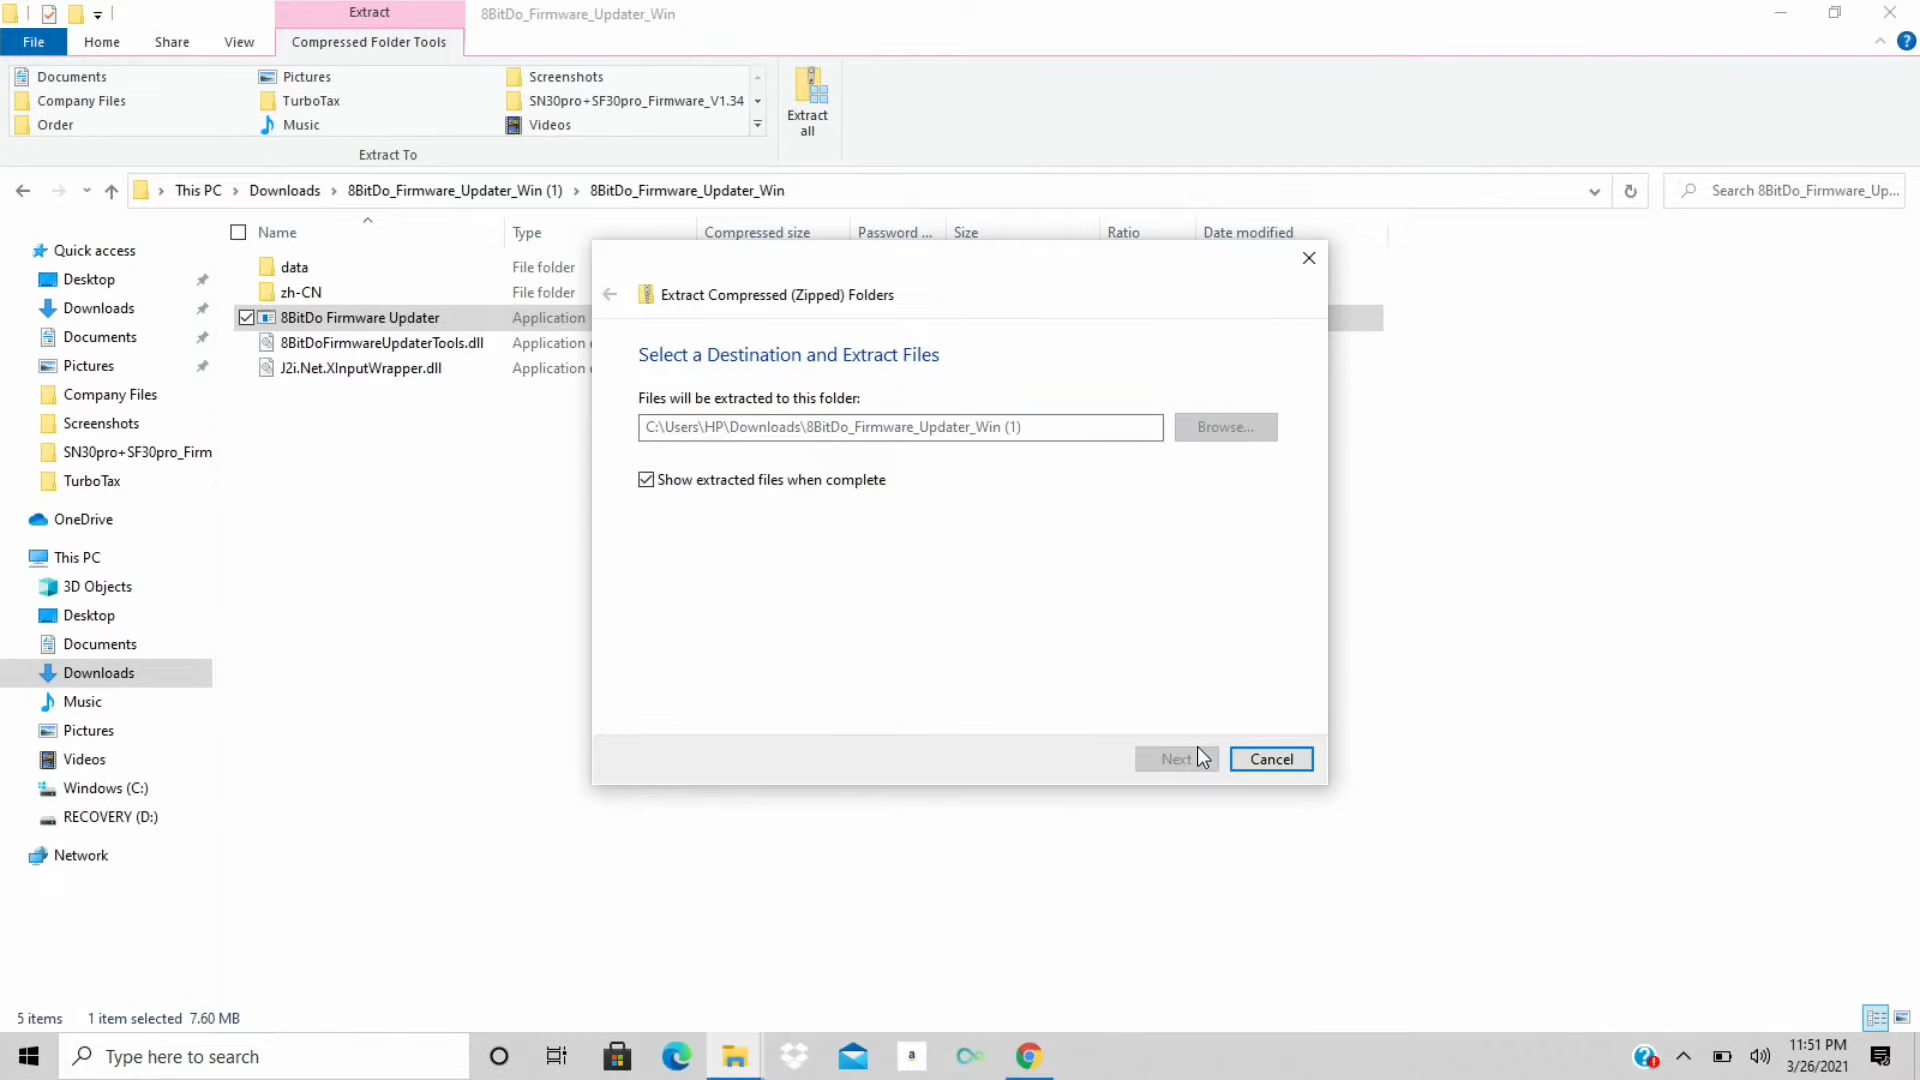 Extract
8BitDo_Firmware_Updater_Win
File
Home
Share
View
Compressed Folder Tools
Documents
Pictures
Screenshots
Company Files
TurboTax
SN30pro+SF30pro_Firmware_V1.34
Order
Music
Videos
Extract
all
Extract To
This PC
Downloads
8BitDo_Firmware_Updater_Win (1)
8BitDo_Firmware_Updater_Win
Search 8BitDo_Firmware_Up...
Name
Type
Compressed size
Password ...
Size
Ratio
Date modified
data
File folder
zh-CN
File folder
8BitDo Firmware Updater
Application
8BitDoFirmwareUpdaterTools.dll
Application
J2i.Net.XInputWrapper.dll
Application
Quick access
Desktop
Downloads
Documents
Pictures
Company Files
Screenshots
SN30pro+SF30pro_Firm
TurboTax
OneDrive
This PC
3D Objects
Desktop
Documents
Downloads
Music
Pictures
Videos
Windows (C:)
RECOVERY (D:)
Network
Extract Compressed (Zipped) Folders
Select a Destination and Extract Files
Files will be extracted to this folder:
C:\Users\HP\Downloads\8BitDo_Firmware_Updater_Win (1)
Browse...
Show extracted files when complete
Next
Cancel
5 items
1 item selected 7.60 MB
Type here to search
a
11:51 PM
3/26/2021